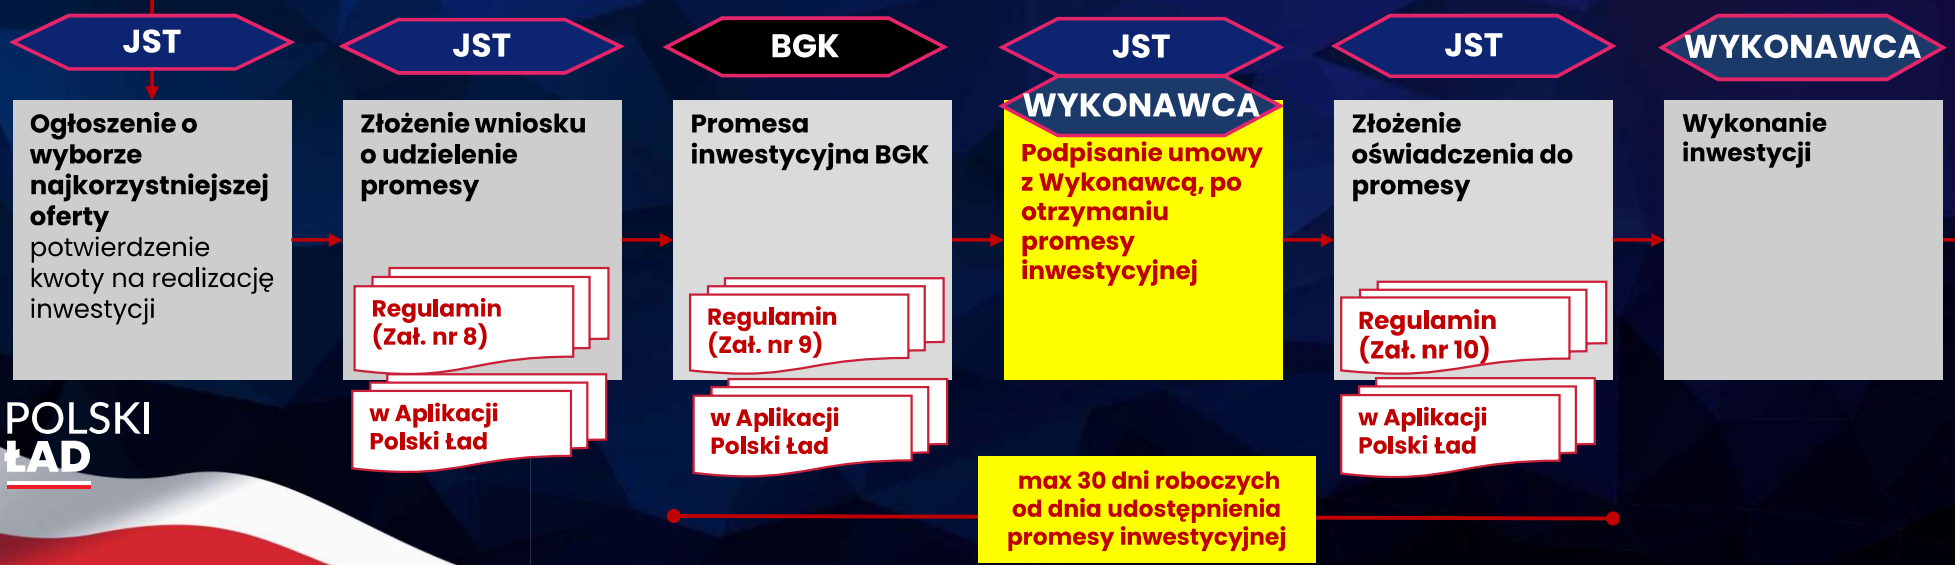 JST
Ogłoszenie o
wyborze
najkorzystniejszej
oferty
potwierdzenie
kwoty na realizację
inwestycji
JST
Złożenie wniosku
o udzielenie
promesy
Regulamin
(Zał. nr 8)
w Aplikacji
Polski Ład
BGK
Promesa
inwestycyjna BGK
Regulamin
(Zał. nr 9)
w Aplikacji
Polski Ład
JST
WYKONAWCA
Podpisanie umowy
z Wykonawcą, po
otrzymaniu
promesy
inwestycyjnej
JST
Złożenie
oświadczenia do
promesy
Regulamin
(Zał. nr 10)
w Aplikacji
Polski Ład
WYKONAWCA
Wykonanie
inwestycji
POLSKI
ŁAD
max 30 dni roboczych
od dnia udostępnienia
promesy inwestycyjnej